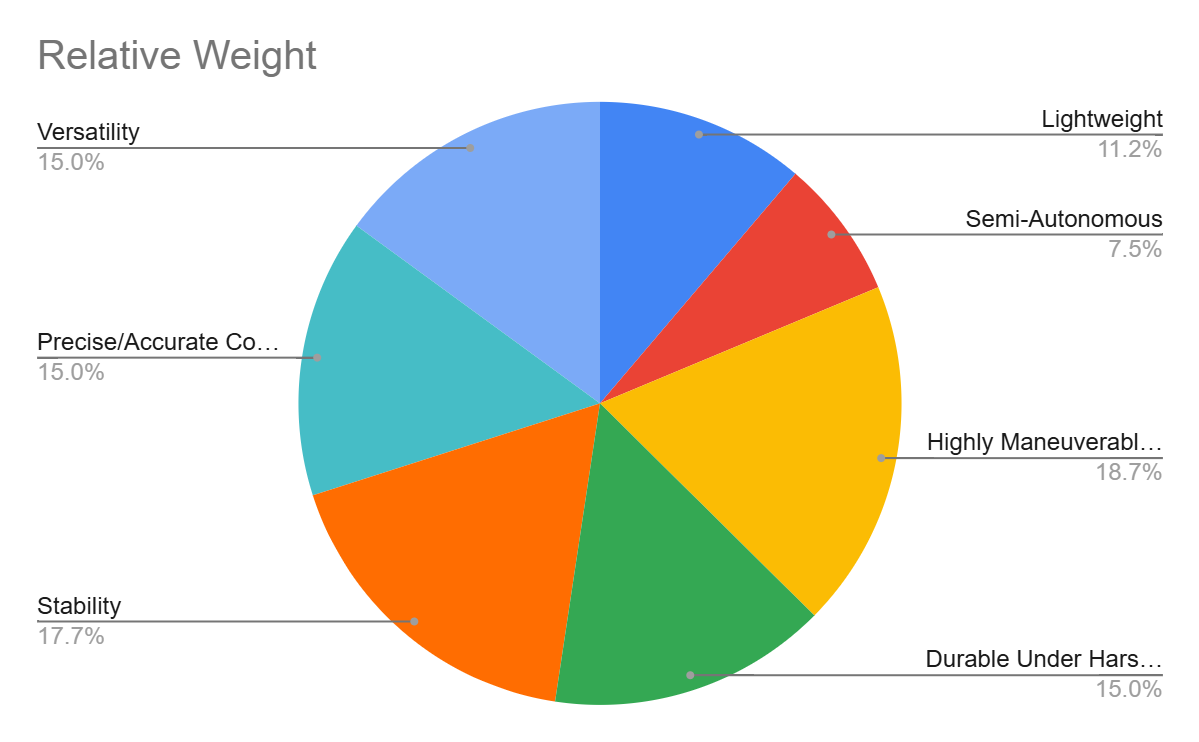 Relative Weight
Lightweight
11.2%
Semi-Autonomous
7.5%
Highly Maneuverabl…
18.7%
Durable Under Hars…
15.0%
Stability
17.7%
Precise/Accurate Co…
15.0%
Versatility
15.0%